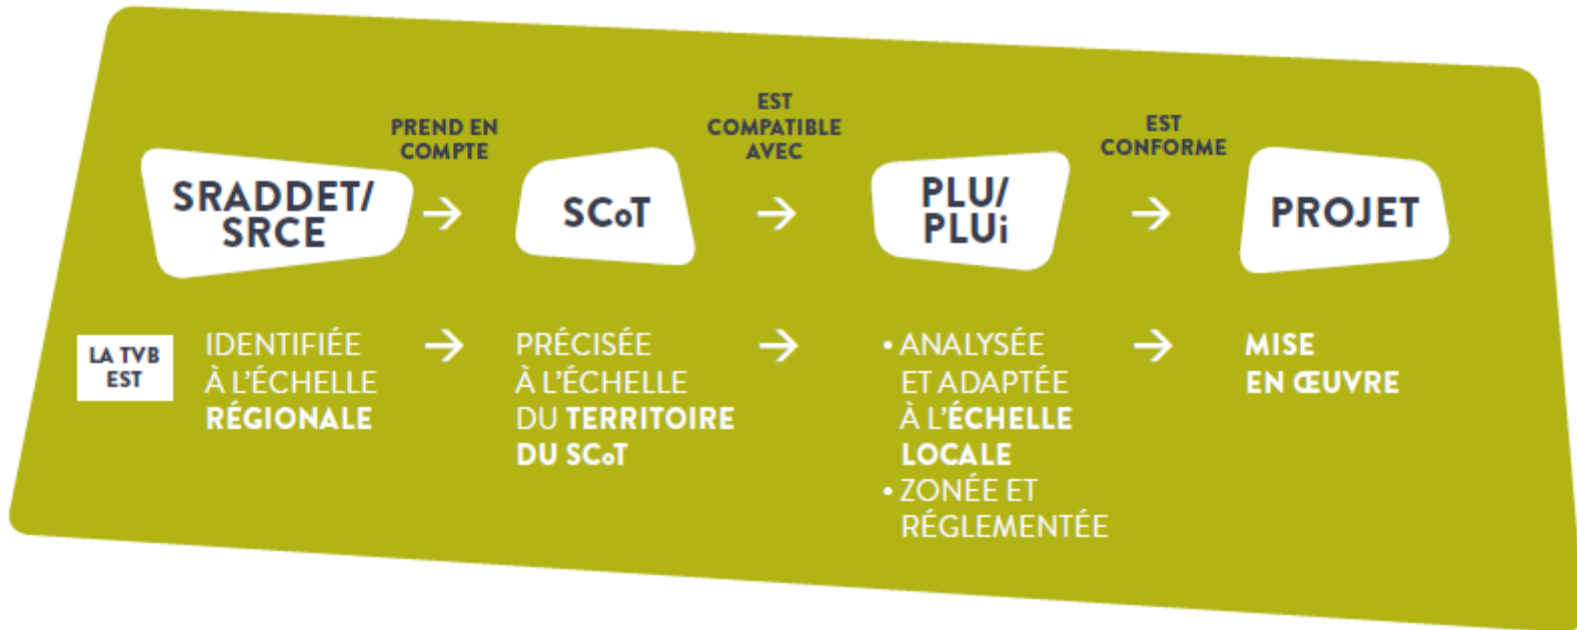 PREND EN
COMPTE
EST
COMPATIBLE
AVEC
EST
CONFORME
SRADDET/
SRCE
→
SCoT
→
PLU/
PLUi
→
PROJET
LA TVB
EST
IDENTIFIÉE
À L'ÉCHELLE
RÉGIONALE
→
PRÉCISÉE
À L'ÉCHELLE
DU TERRITOIRE
DU SCoT
→
• ANALYSÉE
ET ADAPTÉE
À L'ÉCHELLE
LOCALE
• ZONÉE ET
RÉGLEMENTÉE
→
MISE
EN ŒUVRE